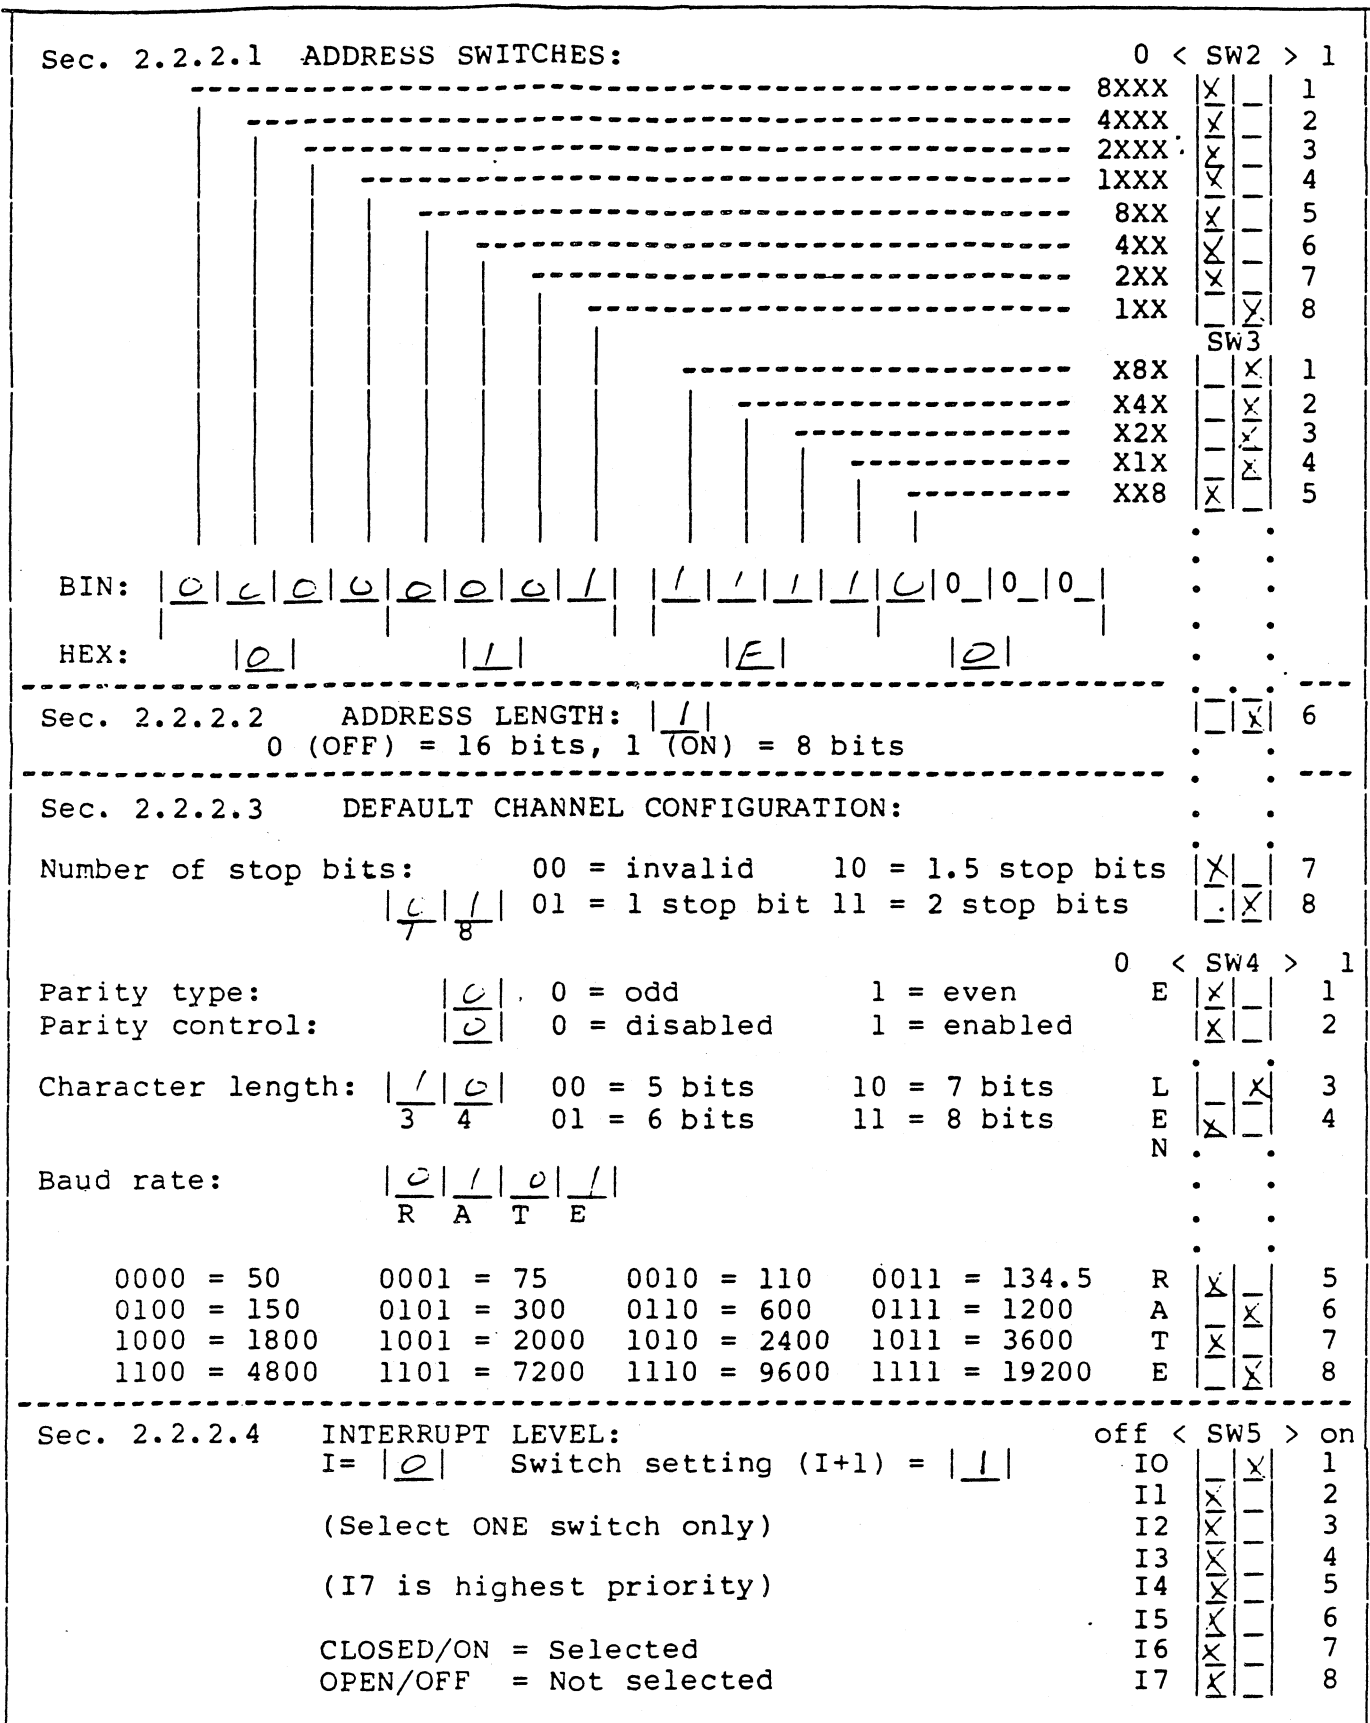 Sec. 2.2.2.1 ADDRESS SWITCHES: 0 < SW2 > 1
8XXX |X|_| 1
4XXX |X|_| 2
2XXX |X|_| 3
1XXX |X|_| 4
8XX |X|_| 5
4XX |X|_| 6
2XX |X|_| 7
1XX |_|X| 8
SW3
X8X |_|X| 1
X4X |_|X| 2
X2X |_|X| 3
X1X |_|X| 4
XX8 |X|_| 5
BIN: |0|0|0|0|0|0|0|1| |1|1|1|1|0|0_|0_|0_|
HEX: |0| |1| |E| |0|
Sec. 2.2.2.2 ADDRESS LENGTH: |1| |_|X| 6
0 (OFF) = 16 bits, 1 (ON) = 8 bits
Sec. 2.2.2.3 DEFAULT CHANNEL CONFIGURATION:
Number of stop bits: 00 = invalid 10 = 1.5 stop bits |X|_| 7
|0|1| 01 = 1 stop bit 11 = 2 stop bits |_|X| 8
7 8
0 < SW4 > 1
Parity type: |0| 0 = odd 1 = even E |X|_| 1
Parity control: |0| 0 = disabled 1 = enabled |X|_| 2
Character length: |1|0| 00 = 5 bits 10 = 7 bits L |_|X| 3
3 4 01 = 6 bits 11 = 8 bits E |X|_| 4
N
Baud rate: |0|1|0|1|
R A T E
0000 = 50 0001 = 75 0010 = 110 0011 = 134.5 R |X|_| 5
0100 = 150 0101 = 300 0110 = 600 0111 = 1200 A |_|X| 6
1000 = 1800 1001 = 2000 1010 = 2400 1011 = 3600 T |X|_| 7
1100 = 4800 1101 = 7200 1110 = 9600 1111 = 19200 E |_|X| 8
Sec. 2.2.2.4 INTERRUPT LEVEL: off < SW5 > on
I= |0| Switch setting (I+1) = |1| I0 |_|X| 1
I1 |X|_| 2
(Select ONE switch only) I2 |X|_| 3
I3 |X|_| 4
(I7 is highest priority) I4 |X|_| 5
I5 |X|_| 6
CLOSED/ON = Selected I6 |X|_| 7
OPEN/OFF = Not selected I7 |X|_| 8